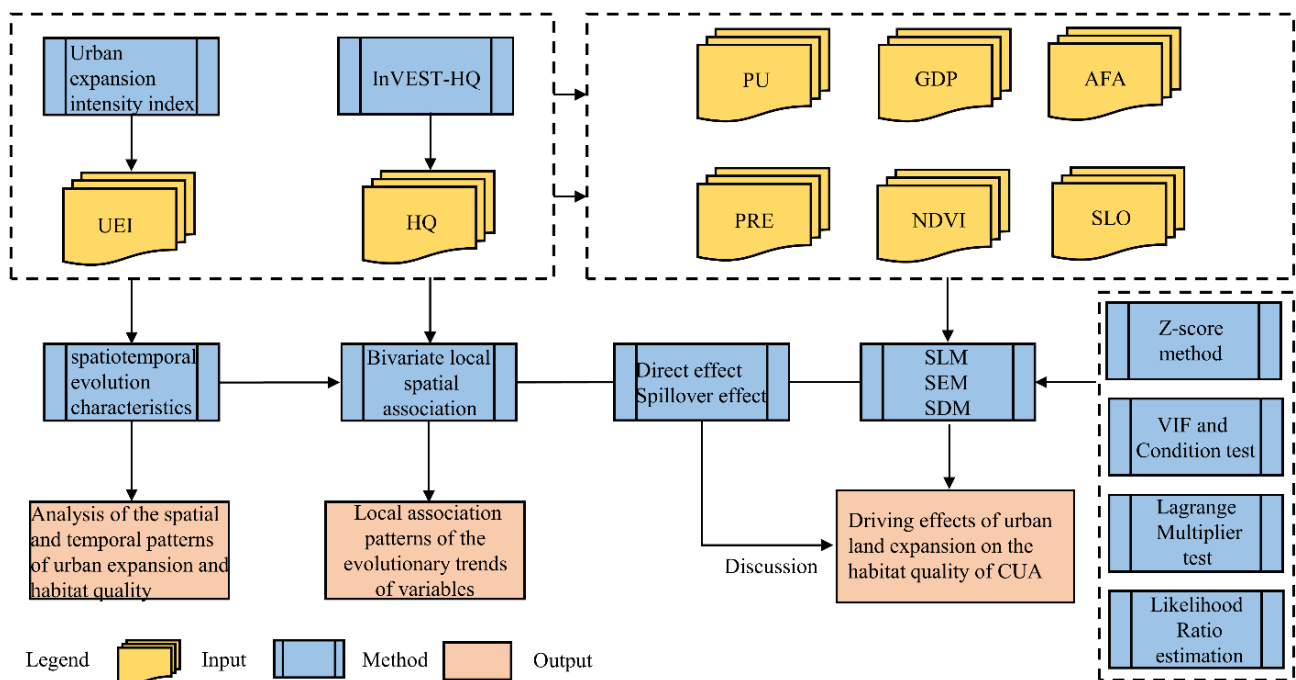 Urban
expansion
intensity index
InVEST-HQ
UEI
HQ
PU
GDP
AFA
PRE
NDVI
SLO
spatiotemporal
evolution
characteristics
Bivariate local
spatial
association
Direct effect
Spillover effect
SLM
SEM
SDM
Z-score
method
VIF and
Condition test
Lagrange
Multiplier
test
Likelihood
Ratio
estimation
Analysis of the spatial
and temporal patterns
of urban expansion and
habitat quality
Local association
patterns of the
evolutionary trends
of variables
Discussion
Driving effects of urban
land expansion on the
habitat quality of CUA
Legend
Input
Method
Output